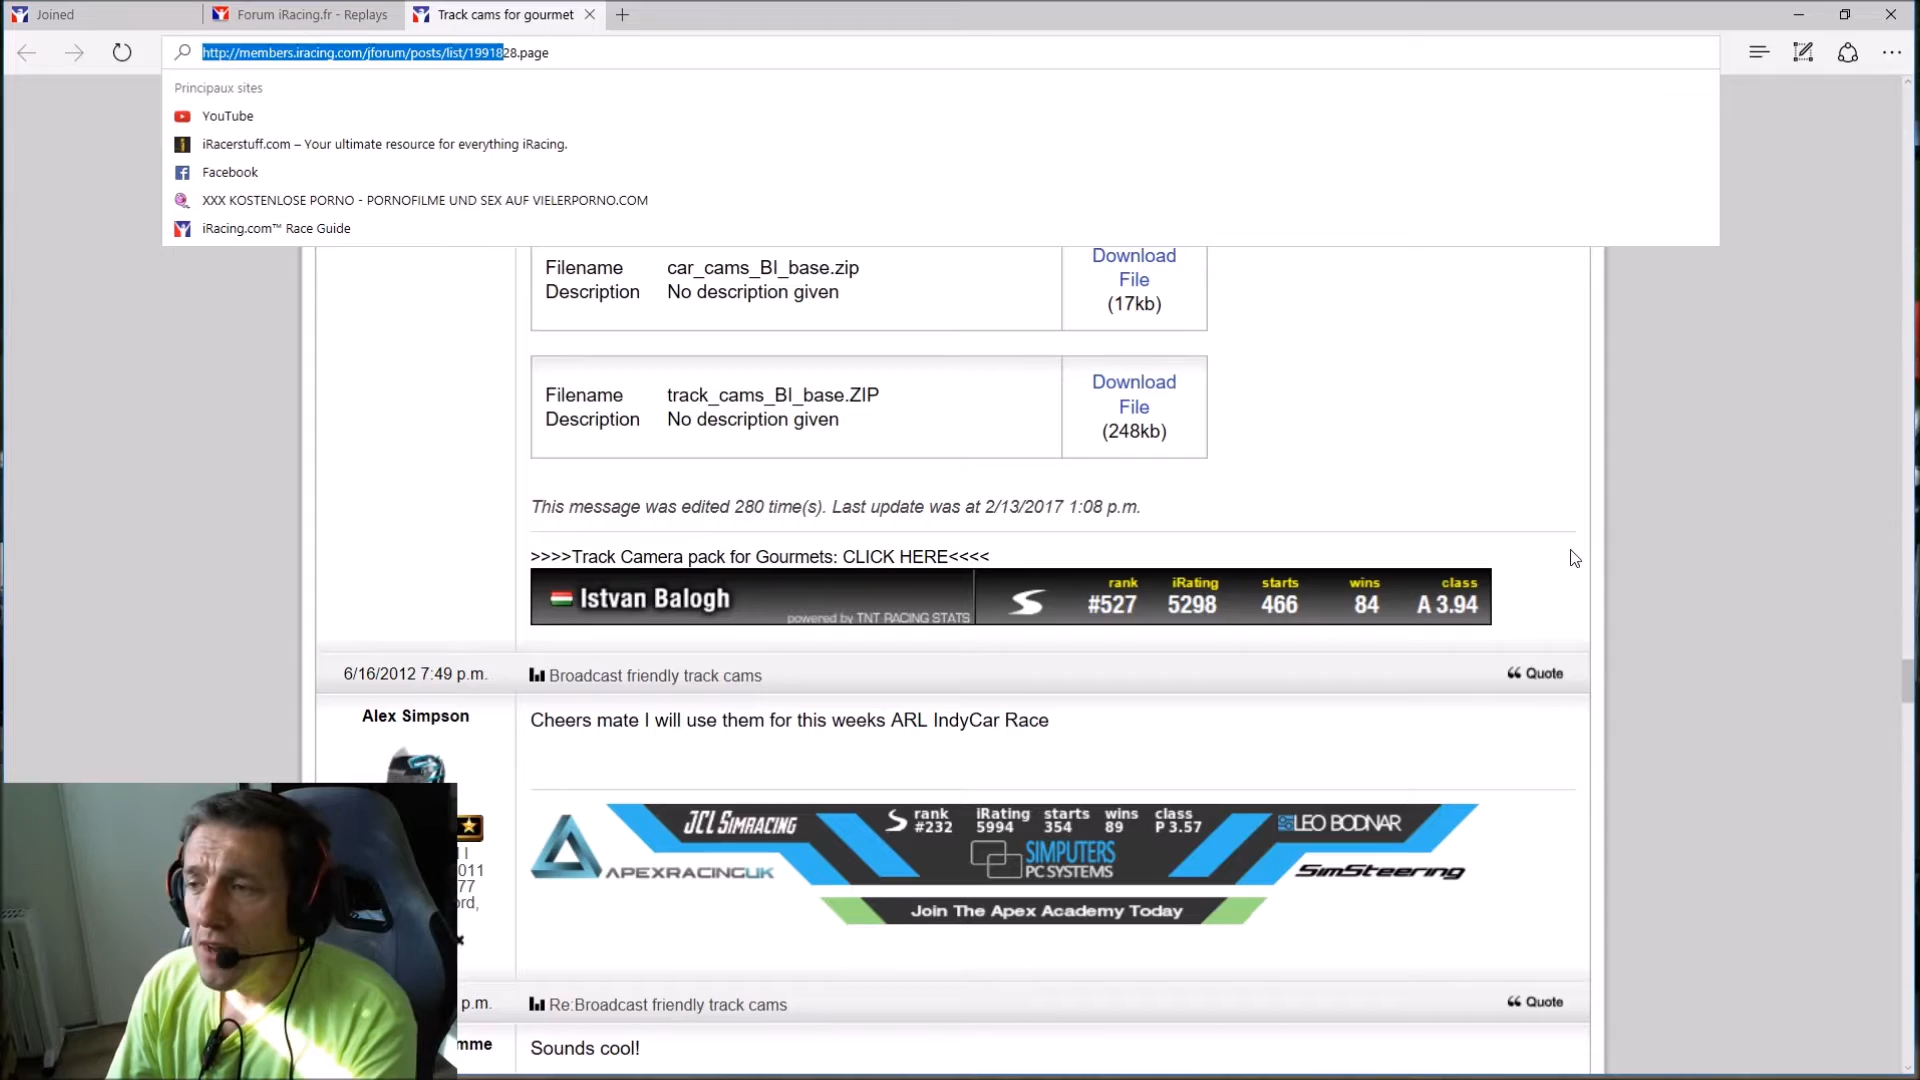 Joined
Forum iRacing.fr - Replays
Track cams for gourmet
http://members.iracing.com/jforum/posts/list/1991828.page
Principaux sites
YouTube
iRacerstuff.com – Your ultimate resource for everything iRacing.
Facebook
XXX KOSTENLOSE PORNO - PORNOFILME UND SEX AUF VIELERPORNO.COM
iRacing.com™ Race Guide
Filename car_cams_BI_base.zip
Description No description given
Download
File
(17kb)
Filename track_cams_BI_base.ZIP
Description No description given
Download
File
(248kb)
This message was edited 280 time(s). Last update was at 2/13/2017 1:08 p.m.
>>>>Track Camera pack for Gourmets: CLICK HERE<<<<
Istvan Balogh
powered by TNT RACING STATS
rank iRating starts wins class
#527 5298 466 84 A 3.94
6/16/2012 7:49 p.m. Broadcast friendly track cams Quote
Alex Simpson
Cheers mate I will use them for this weeks ARL IndyCar Race
2011
77
JCL SIMRACING
rank iRating starts wins class
#232 5994 354 89 P 3.57
LEO BODNAR
APEXRACINGUK
SIMPUTERS
PC SYSTEMS
SimSteering
Join The Apex Academy Today
p.m. Re:Broadcast friendly track cams Quote
mme
Sounds cool!